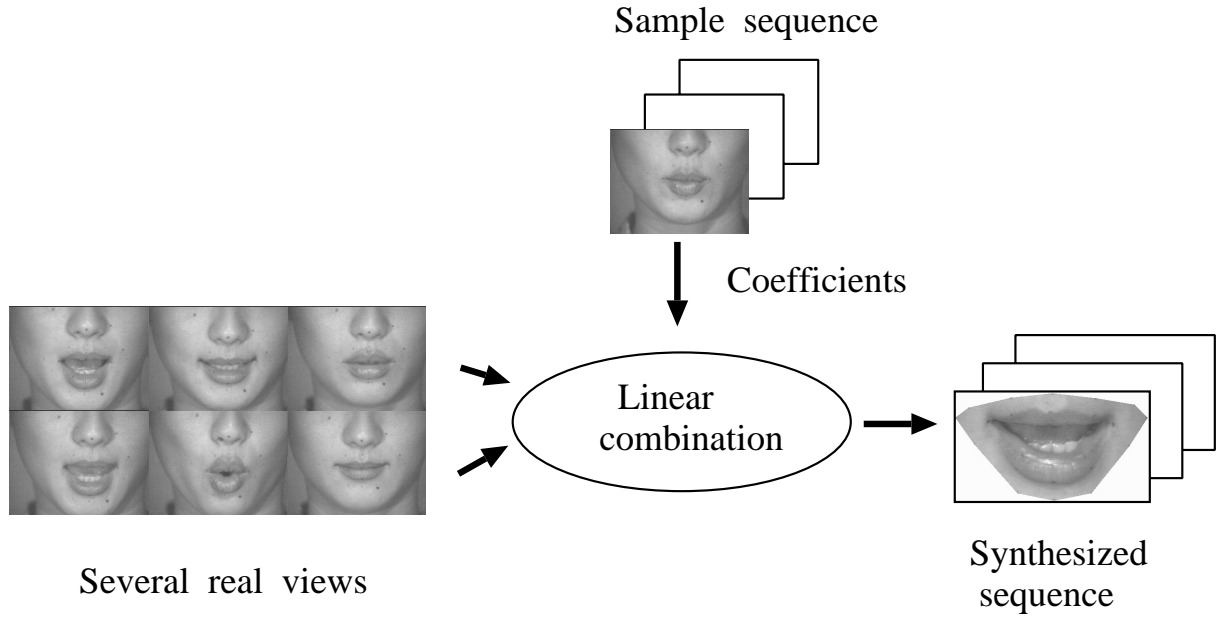 Sample sequence
Coefficients
Linear
combination
Synthesized
sequence
Several real views